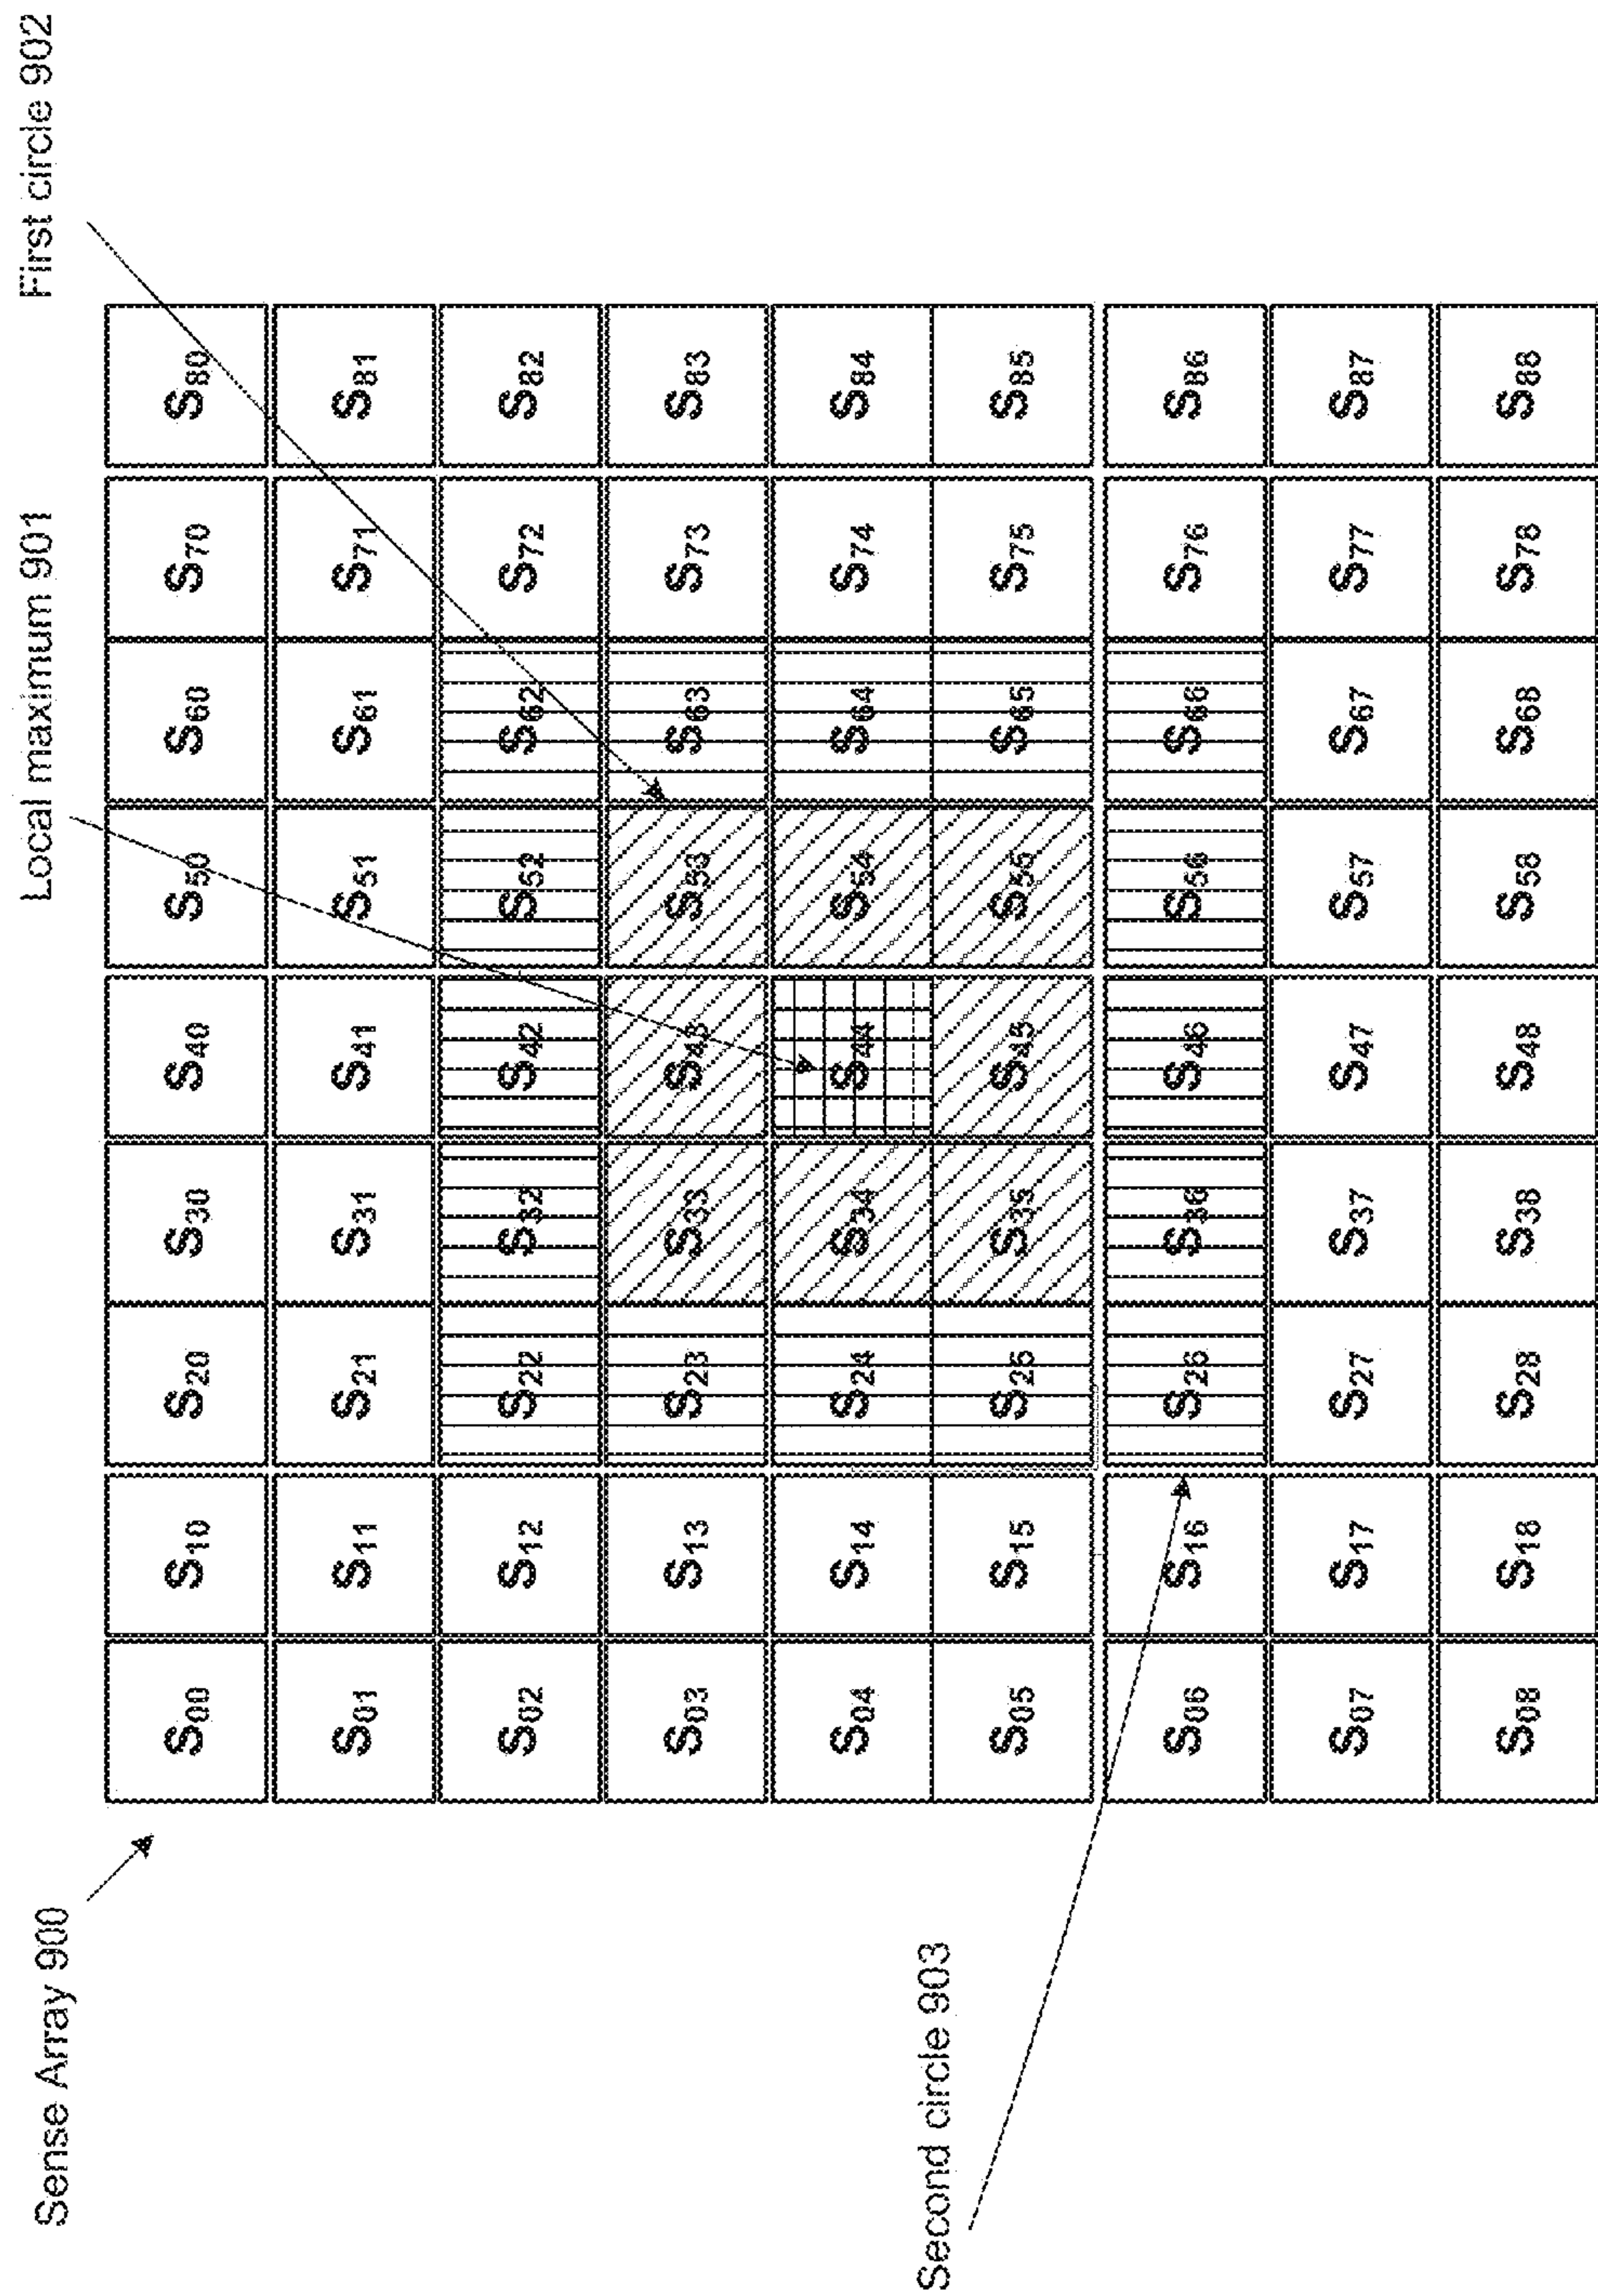 Sense Array 900
Local maximum 901
First circle 902
S00 S10 S20 S30 S40 S50 S60 S70 S80
S01 S11 S21 S31 S41 S51 S61 S71 S81
S02 S12 S22 S32 S42 S52 S62 S72 S82
S03 S13 S23 S33 S43 S53 S63 S73 S83
S04 S14 S24 S34 S44 S54 S64 S74 S84
Second circle 903
S05 S15 S25 S35 S45 S55 S65 S75 S85
S06 S16 S26 S36 S46 S56 S66 S76 S86
S07 S17 S27 S37 S47 S57 S67 S77 S87
S08 S18 S28 S38 S48 S58 S68 S78 S88